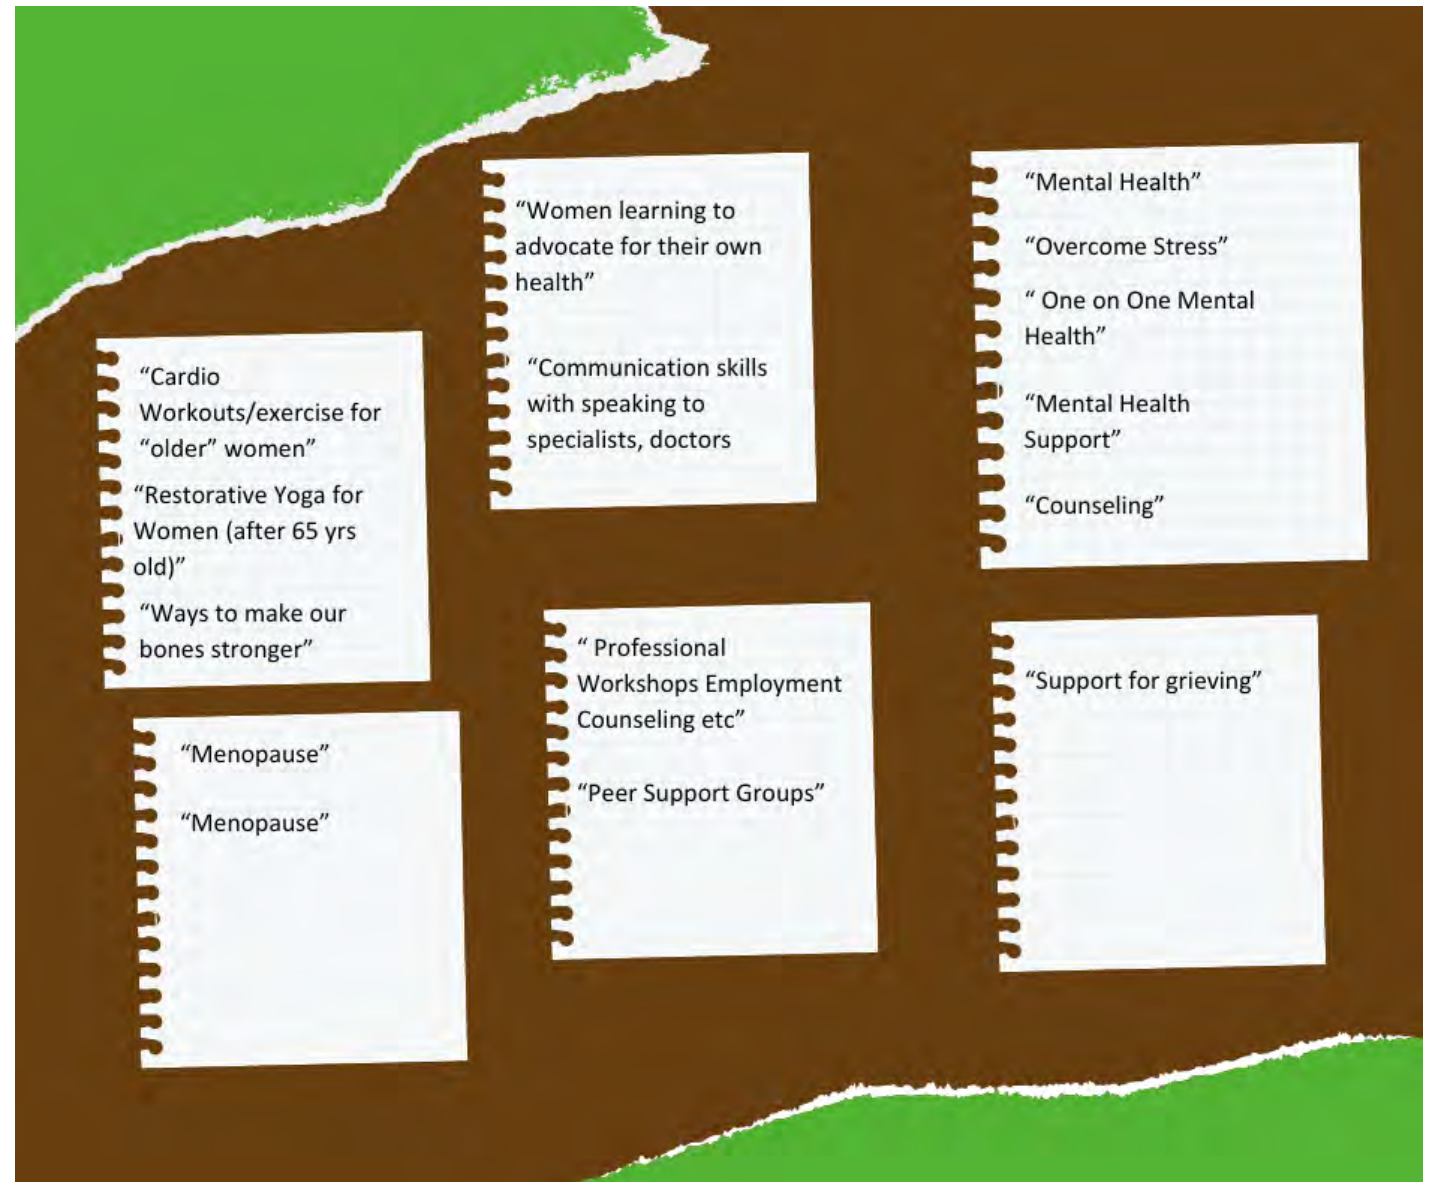 “Cardio
Workouts/exercise for
“older” women”
“Restorative Yoga for
Women (after 65 yrs
old)”
“Ways to make our
bones stronger”
“Menopause”
“Menopause”
“Women learning to
advocate for their own
health”
“Communication skills
with speaking to
specialists, doctors
“ Professional
Workshops Employment
Counseling etc”
“Peer Support Groups”
“Mental Health”
“Overcome Stress”
“ One on One Mental
Health”
“Mental Health
Support”
“Counseling”
“Support for grieving”